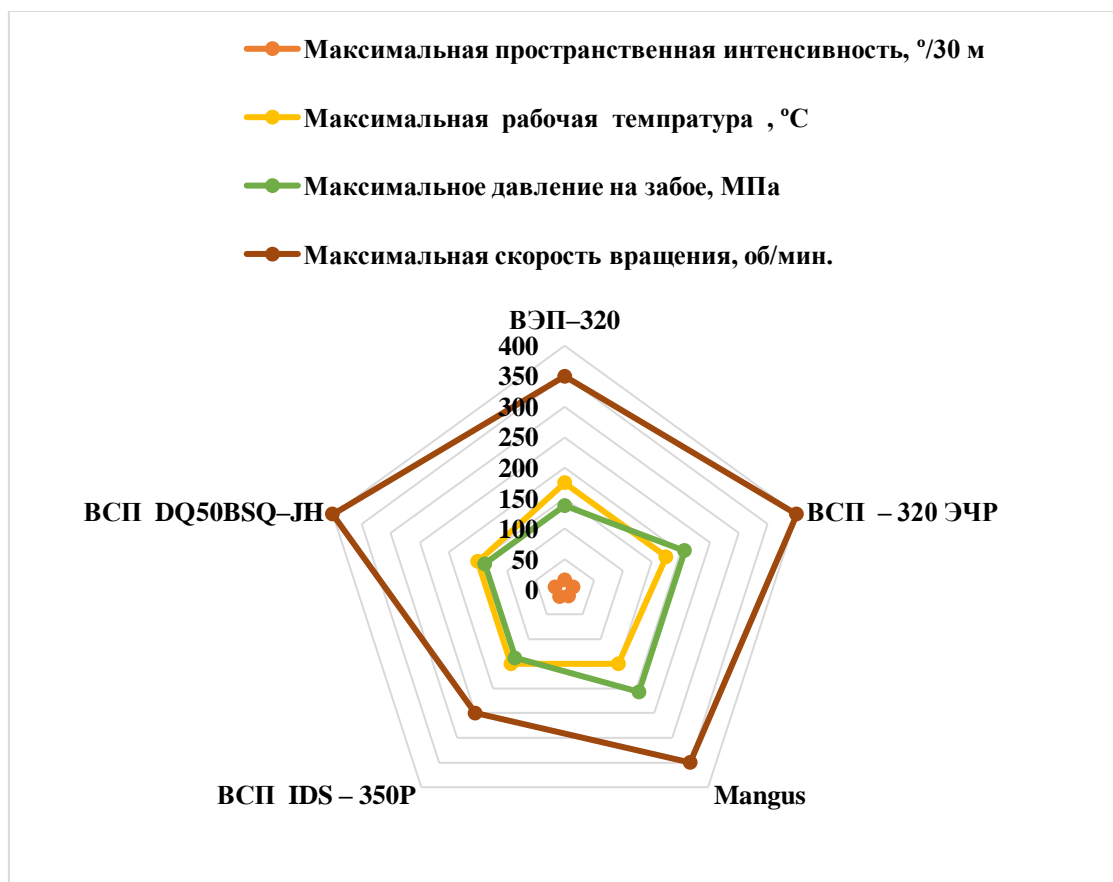 Максимальная пространственная интенсивность, º/30 м
Максимальная рабочая темпратура , ºС
Максимальное давление на забое, МПа
Максимальная скорость вращения, об/мин.
ВЭП–320
400
350
300
250
200
150
100
50
0
ВСП DQ50BSQ–JH
ВСП – 320 ЭЧР
ВСП IDS – 350P
Mangus